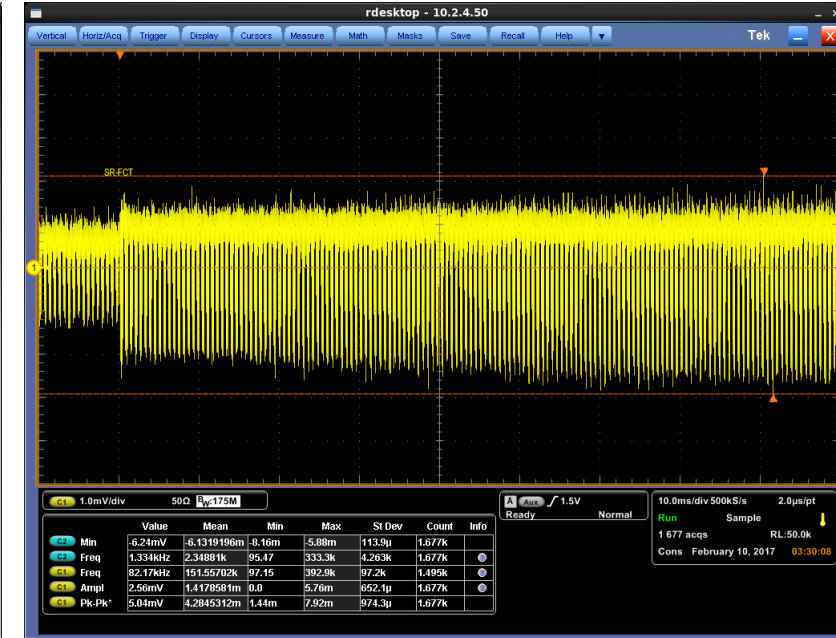 rdesktop - 10.2.4.50
Vertical Horiz/Acq Trigger Display Cursors Measure Math Masks Save Recall Help Tek X
SR-FCT
1
C1 1.0mV/div 50Ω BW:175M
A Aux 1.5V
Ready Normal
10.0ms/div 500kS/s 2.0µs/pt
Run Sample
1 677 acqs RL:50.0k
Cons February 10, 2017 03:30:08
Value Mean Min Max St Dev Count Info
C2 Min -6.24mV -6.1319196m -8.16m -5.88m 113.9µ 1.677k
C2 Freq 1.334kHz 2.34881k 95.47 333.3k 4.263k 1.677k
C1 Freq 82.17kHz 151.55702k 97.15 392.9k 97.2k 1.495k
C1 Ampl 2.56mV 1.4178581m 0.0 5.76m 652.1µ 1.677k
C1 Pk-Pk* 5.04mV 4.2845312m 1.44m 7.92m 974.3µ 1.677k